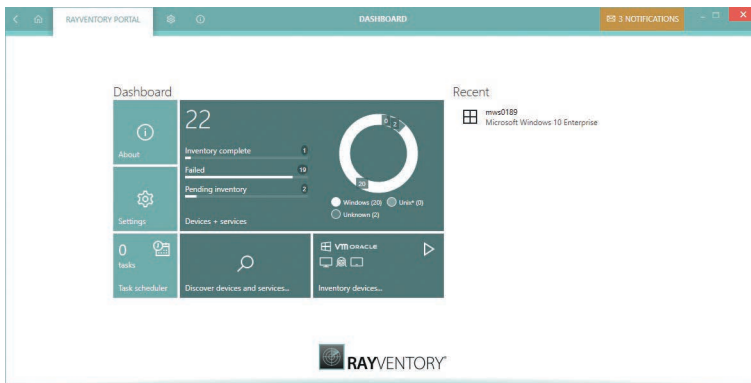 RAYVENTORY PORTAL
DASHBOARD
3 NOTIFICATIONS
Dashboard
Recent
About
22
Inventory complete 1
Failed 19
Pending inventory 2
Devices + services
0 2
20
Windows (20) Unix* (0)
Unknown (2)
mws0189
Microsoft Windows 10 Enterprise
Settings
0
tasks
Task scheduler
Discover devices and services...
vm ORACLE
Inventory devices...
RAYVENTORY